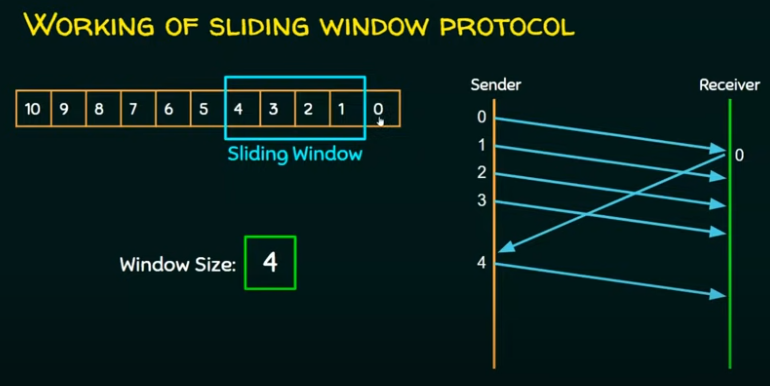 WORKING OF SLIDING WINDOW PROTOCOL
10 9 8 7 6 5 4 3 2 1 0
Sliding Window
Window Size: 4
Sender Receiver
0
1
0
2
3
4